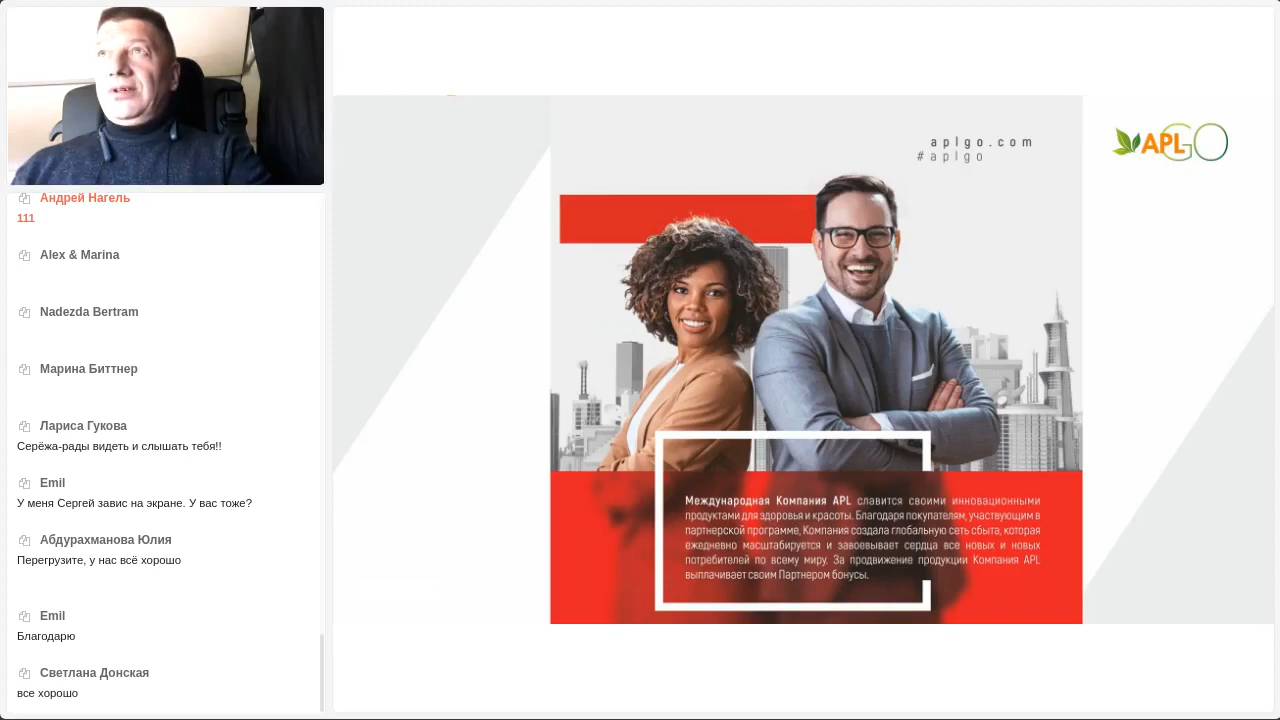 Андрей Нагель
111
Alex & Marina
Nadezda Bertram
Марина Биттнер
Лариса Гукова
Серёжа-рады видеть и слышать тебя!!
Emil
У меня Сергей завис на экране. У вас тоже?
Абдурахманова Юлия
Перегрузите, у нас всё хорошо
Emil
Благодарю
Светлана Донская
все хорошо
aplgo.com
#aplgo
APLGO
Международная Компания APL славится своими инновационными
продуктами для здоровья и красоты. Благодаря покупателям, участвующим в
партнерской программе, Компания создала глобальную сеть сбыта, которая
ежедневно масштабируется и завоевывает сердца все новых и новых
потребителей по всему миру. За продвижение продукции Компания APL
выплачивает своим Партнером бонусы.